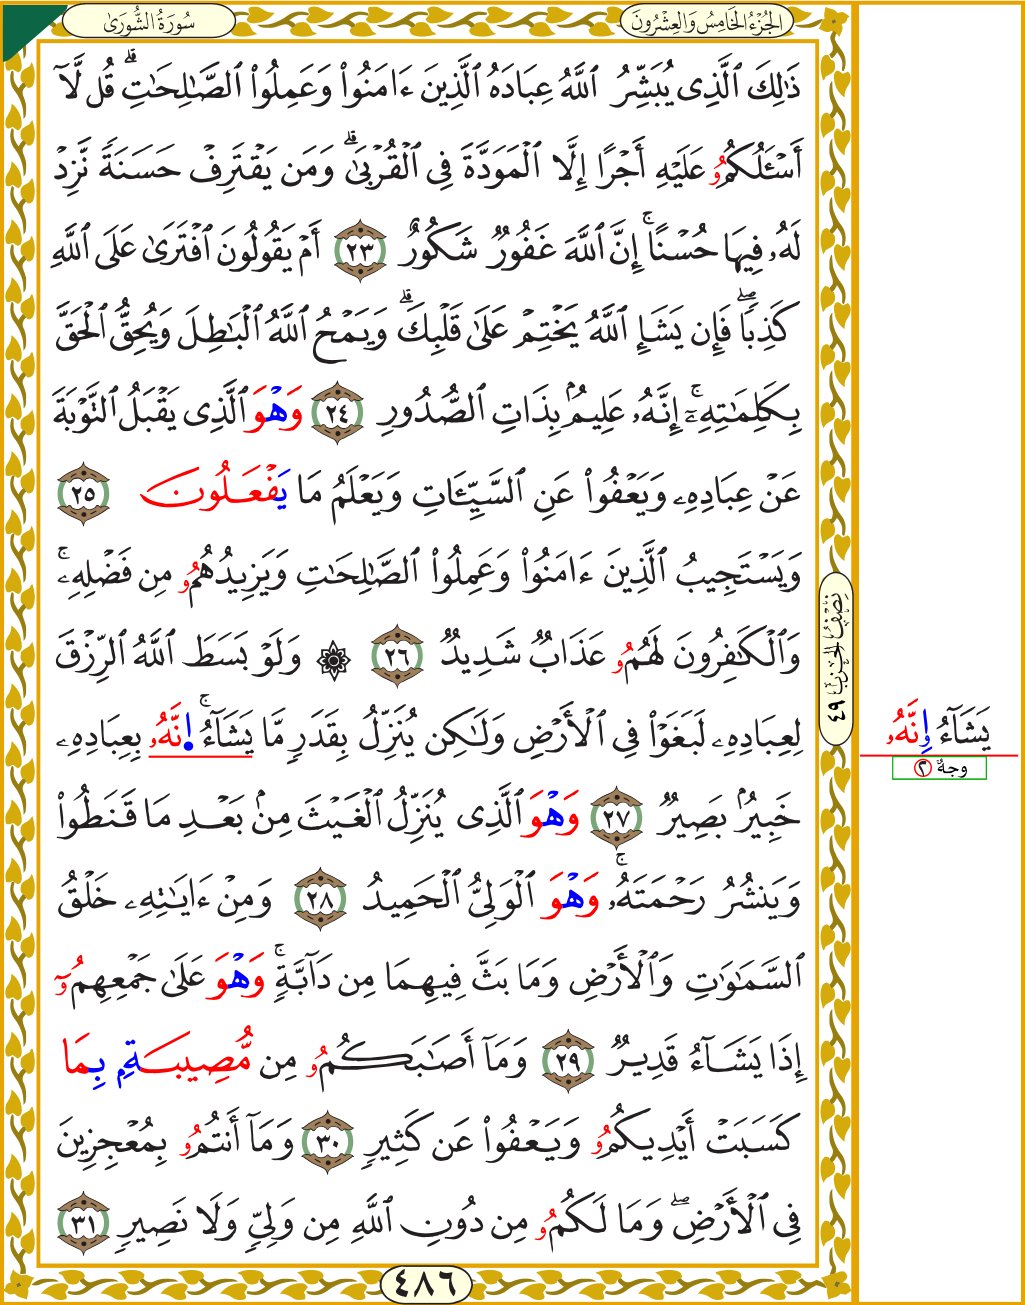 سُورَةُ الشُّورَىٰ
الجُزْءُ الخَامِسُ وَالعِشْرُونَ
ذَٰلِكَ ٱلَّذِى يُبَشِّرُ ٱللَّهُ عِبَادَهُ ٱلَّذِينَ ءَامَنُوا۟ وَعَمِلُوا۟ ٱلصَّـٰلِحَـٰتِ ۗ قُل لَّآ
أَسْـَٔلُكُمُۥ عَلَيْهِ أَجْرًا إِلَّا ٱلْمَوَدَّةَ فِى ٱلْقُرْبَىٰ ۗ وَمَن يَقْتَرِفْ حَسَنَةً نَّزِدْ
لَهُۥ فِيهَا حُسْنًا ۚ إِنَّ ٱللَّهَ غَفُورٌ شَكُورٌ ٢٣ أَمْ يَقُولُونَ ٱفْتَرَىٰ عَلَى ٱللَّهِ
كَذِبًا ۖ فَإِن يَشَإِ ٱللَّهُ يَخْتِمْ عَلَىٰ قَلْبِكَ ۗ وَيَمْحُ ٱللَّهُ ٱلْبَـٰطِلَ وَيُحِقُّ ٱلْحَقَّ
بِكَلِمَـٰتِهِۦٓ ۚ إِنَّهُۥ عَلِيمٌۢ بِذَاتِ ٱلصُّدُورِ ٢٤ وَهْوَ ٱلَّذِى يَقْبَلُ ٱلتَّوْبَةَ
عَنْ عِبَادِهِۦ وَيَعْفُوا۟ عَنِ ٱلسَّيِّـَٔاتِ وَيَعْلَمُ مَا يَفْعَلُونَ ٢٥
وَيَسْتَجِيبُ ٱلَّذِينَ ءَامَنُوا۟ وَعَمِلُوا۟ ٱلصَّـٰلِحَـٰتِ وَيَزِيدُهُمُۥ مِن فَضْلِهِۦ ۚ
وَٱلْكَـٰفِرُونَ لَهُمُۥ عَذَابٌ شَدِيدٌ ٢٦ ۞ وَلَوْ بَسَطَ ٱللَّهُ ٱلرِّزْقَ
لِعِبَادِهِۦ لَبَغَوْا۟ فِى ٱلْأَرْضِ وَلَـٰكِن يُنَزِّلُ بِقَدَرٍ مَّا يَشَآءُ ۚ ٱ۪نَّهُۥ بِعِبَادِهِۦ
خَبِيرٌۢ بَصِيرٌ ٢٧ وَهْوَ ٱلَّذِى يُنَزِّلُ ٱلْغَيْثَ مِنۢ بَعْدِ مَا قَنَطُوا۟
وَيَنشُرُ رَحْمَتَهُۥ ۚ وَهْوَ ٱلْوَلِىُّ ٱلْحَمِيدُ ٢٨ وَمِنْ ءَايَـٰتِهِۦ خَلْقُ
ٱلسَّمَـٰوَٰتِ وَٱلْأَرْضِ وَمَا بَثَّ فِيهِمَا مِن دَآبَّةٍ ۚ وَهْوَ عَلَىٰ جَمْعِهِمُۥٓ
إِذَا يَشَآءُ قَدِيرٌ ٢٩ وَمَآ أَصَـٰبَكُمُۥ مِن مُّصِيبَةٍۭ بِمَا
كَسَبَتْ أَيْدِيكُمُۥ وَيَعْفُوا۟ عَن كَثِيرٍ ٣٠ وَمَآ أَنتُمُۥ بِمُعْجِزِينَ
فِى ٱلْأَرْضِ ۖ وَمَا لَكُمُۥ مِن دُونِ ٱللَّهِ مِن وَلِىٍّ وَلَا نَصِيرٍ ٣١
نِصْفُ الحِزْبِ ٤٩
يَشَآءُ وِنَّهُۥ
وجهٌ ٢
٤٨٦